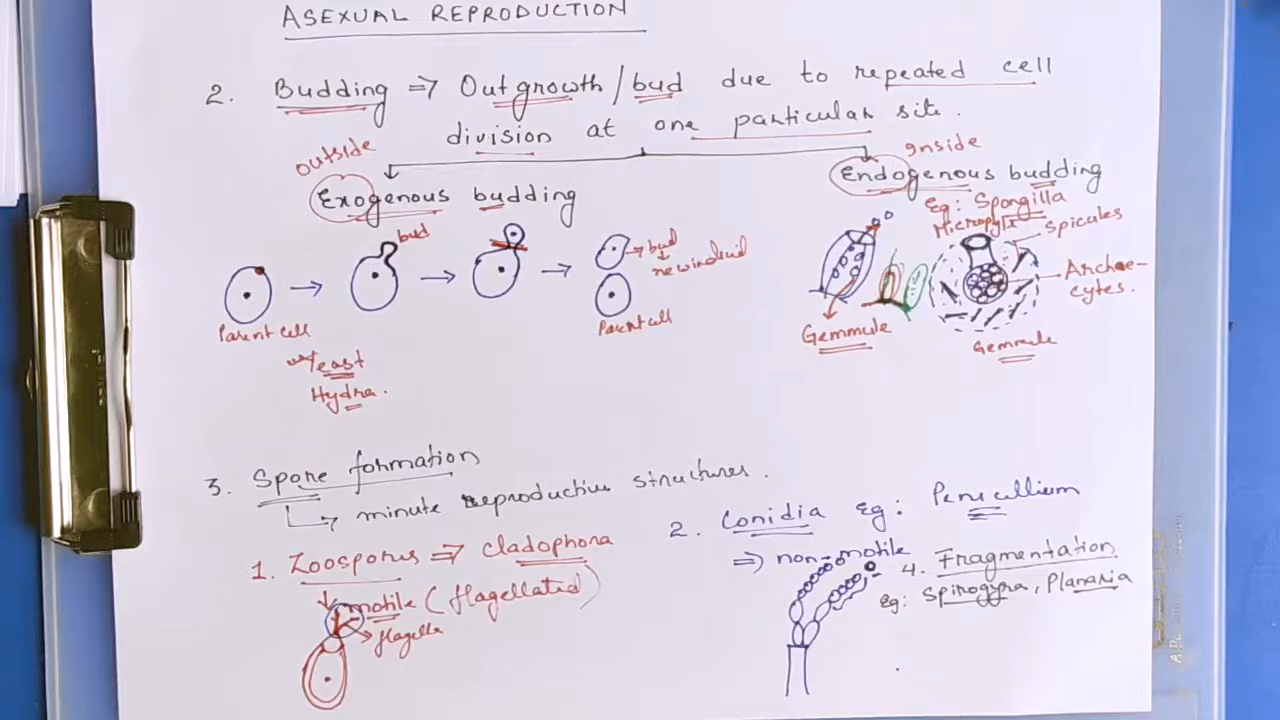 ASEXUAL REPRODUCTION
2. Budding ⇒ Outgrowth/bud due to repeated cell
division at one particular site.
outside
inside
Exogenous budding
Endogenous budding
Eg: Spongilla
Micropyle
Spicules
Archaeocytes.
bud
bud
new individ
Parent cell
Parent cell
Gemmule
Gemmule
Yeast
Hydra.
3. Spore formation
minute reproductive structures.
1. Zoospores ⇒ cladophora
motile (flagellated)
flagella
2. Conidia eg: Penicillium
⇒ non-motile
4. Fragmentation
Eg: Spirogyra, Planaria